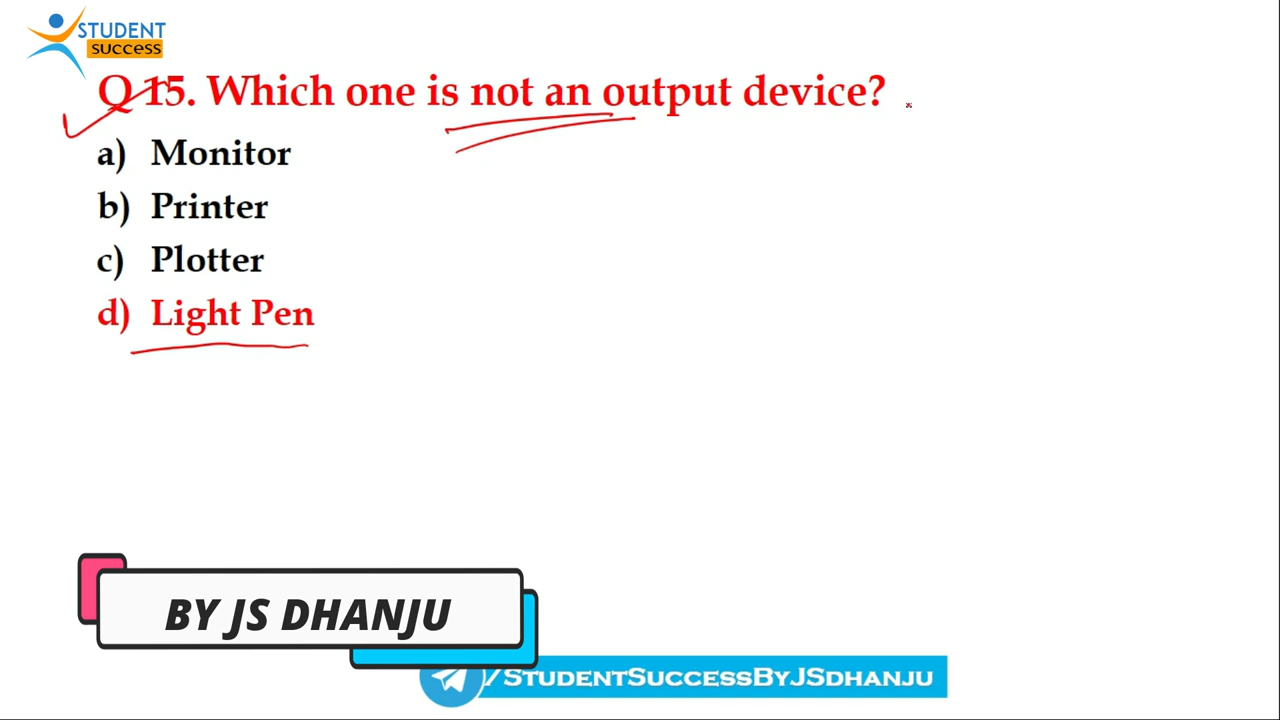 STUDENT
success
Q 15. Which one is not an output device?
a) Monitor
b) Printer
c) Plotter
d) Light Pen
BY JS DHANJU
/STUDENTSUCCESSBYJSDHANJU